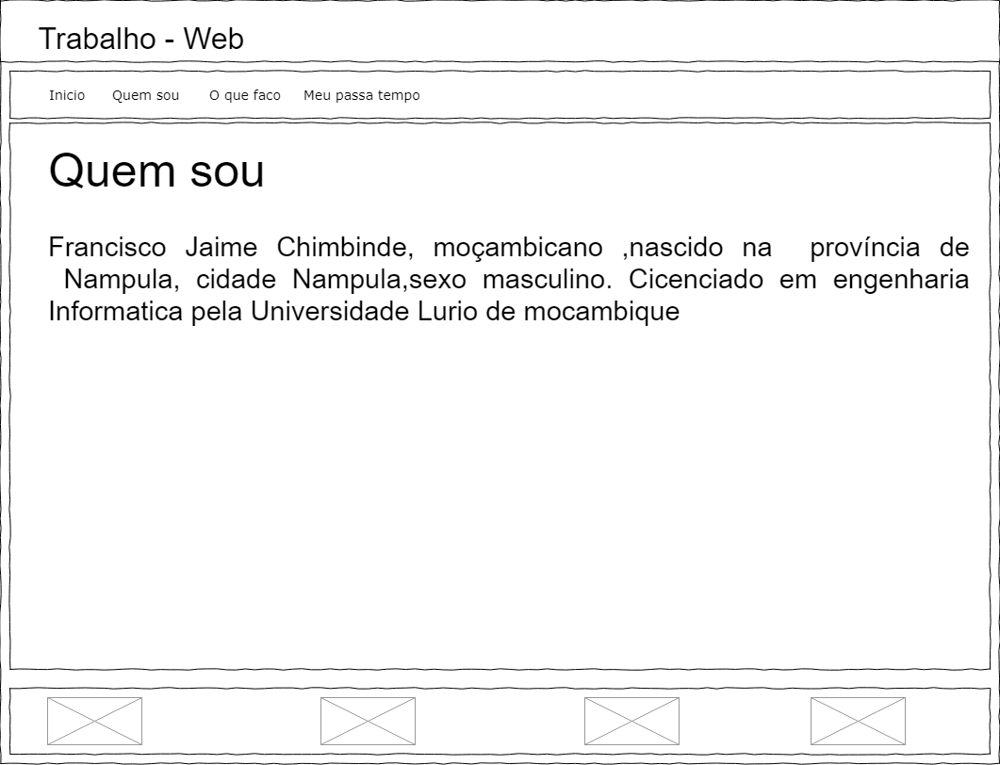 Trabalho - Web
Inicio Quem sou O que faco Meu passa tempo
Quem sou
Francisco Jaime Chimbinde, moçambicano ,nascido na província de
Nampula, cidade Nampula,sexo masculino. Cicenciado em engenharia
Informatica pela Universidade Lurio de mocambique